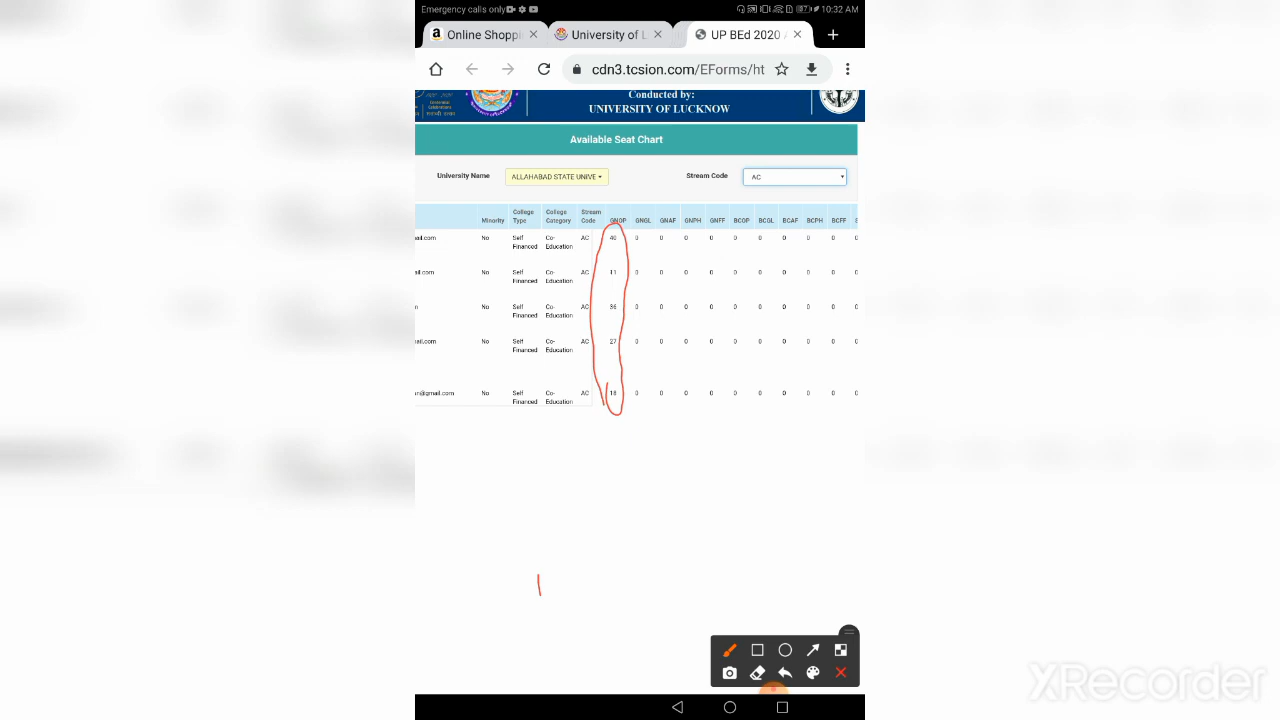 Emergency calls only 87 10:32 AM
Online Shoppi University of L UP BEd 2020 A
cdn3.tcsion.com/EForms/ht
Conducted by:
UNIVERSITY OF LUCKNOW
Available Seat Chart
University Name ALLAHABAD STATE UNIVE Stream Code AC
Minority College Type College Category Stream Code GNOP GNGL GNAF GNPH GNFF BCOP BCGL BCAF BCPH BCFF
ail.com No Self Financed Co-Education AC 40 0 0 0 0 0 0 0 0 0 0
ail.com No Self Financed Co-Education AC 11 0 0 0 0 0 0 0 0 0 0
No Self Financed Co-Education AC 36 0 0 0 0 0 0 0 0 0 0
ail.com No Self Financed Co-Education AC 27 0 0 0 0 0 0 0 0 0 0
n@gmail.com No Self Financed Co-Education AC 18 0 0 0 0 0 0 0 0 0 0
XRecorder